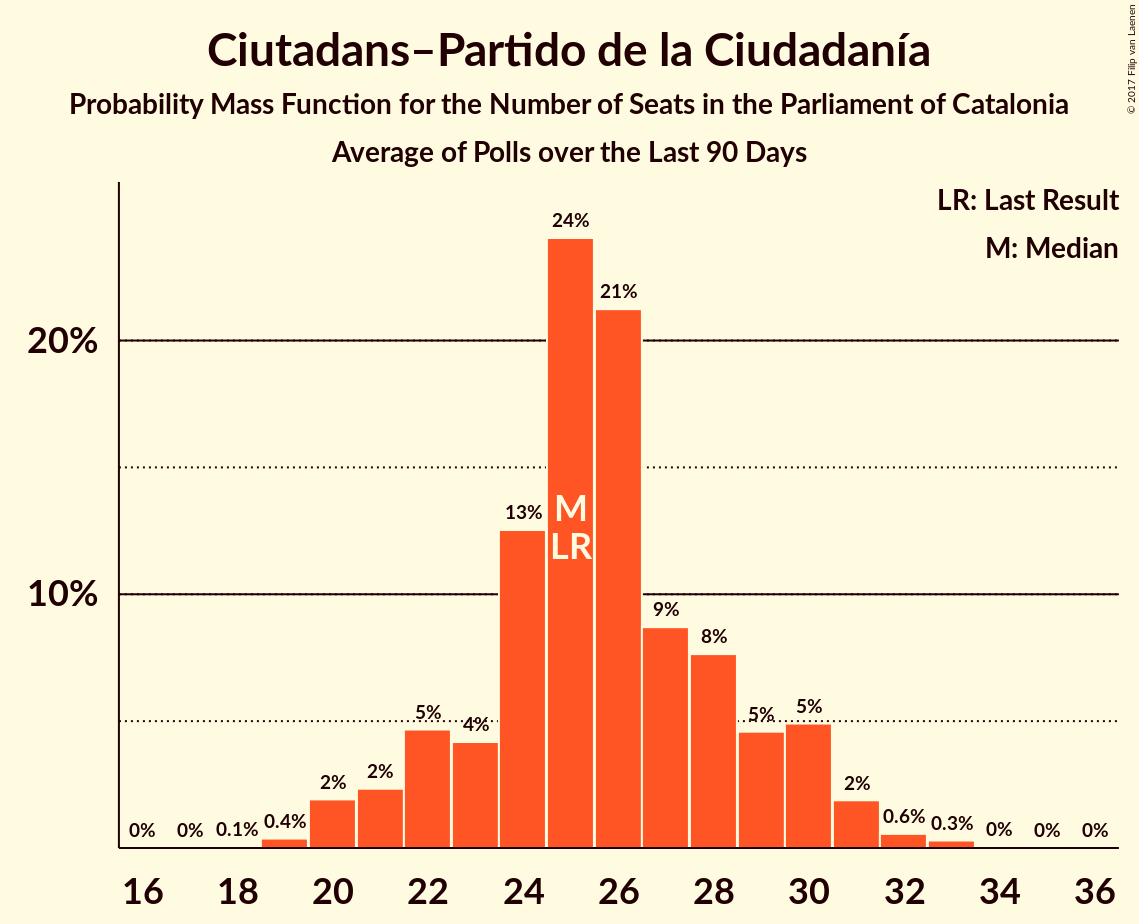 Ciutadans–Partido de la Ciudadanía
Probability Mass Function for the Number of Seats in the Parliament of Catalonia
Average of Polls over the Last 90 Days
© 2017 Filip van Laenen
LR: Last Result
M: Median
20%
10%
0% 0% 0.1% 0.4% 2% 2% 5% 4% 13% 24% 21% 9% 8% 5% 5% 2% 0.6% 0.3% 0% 0% 0%
M
LR
16 18 20 22 24 26 28 30 32 34 36